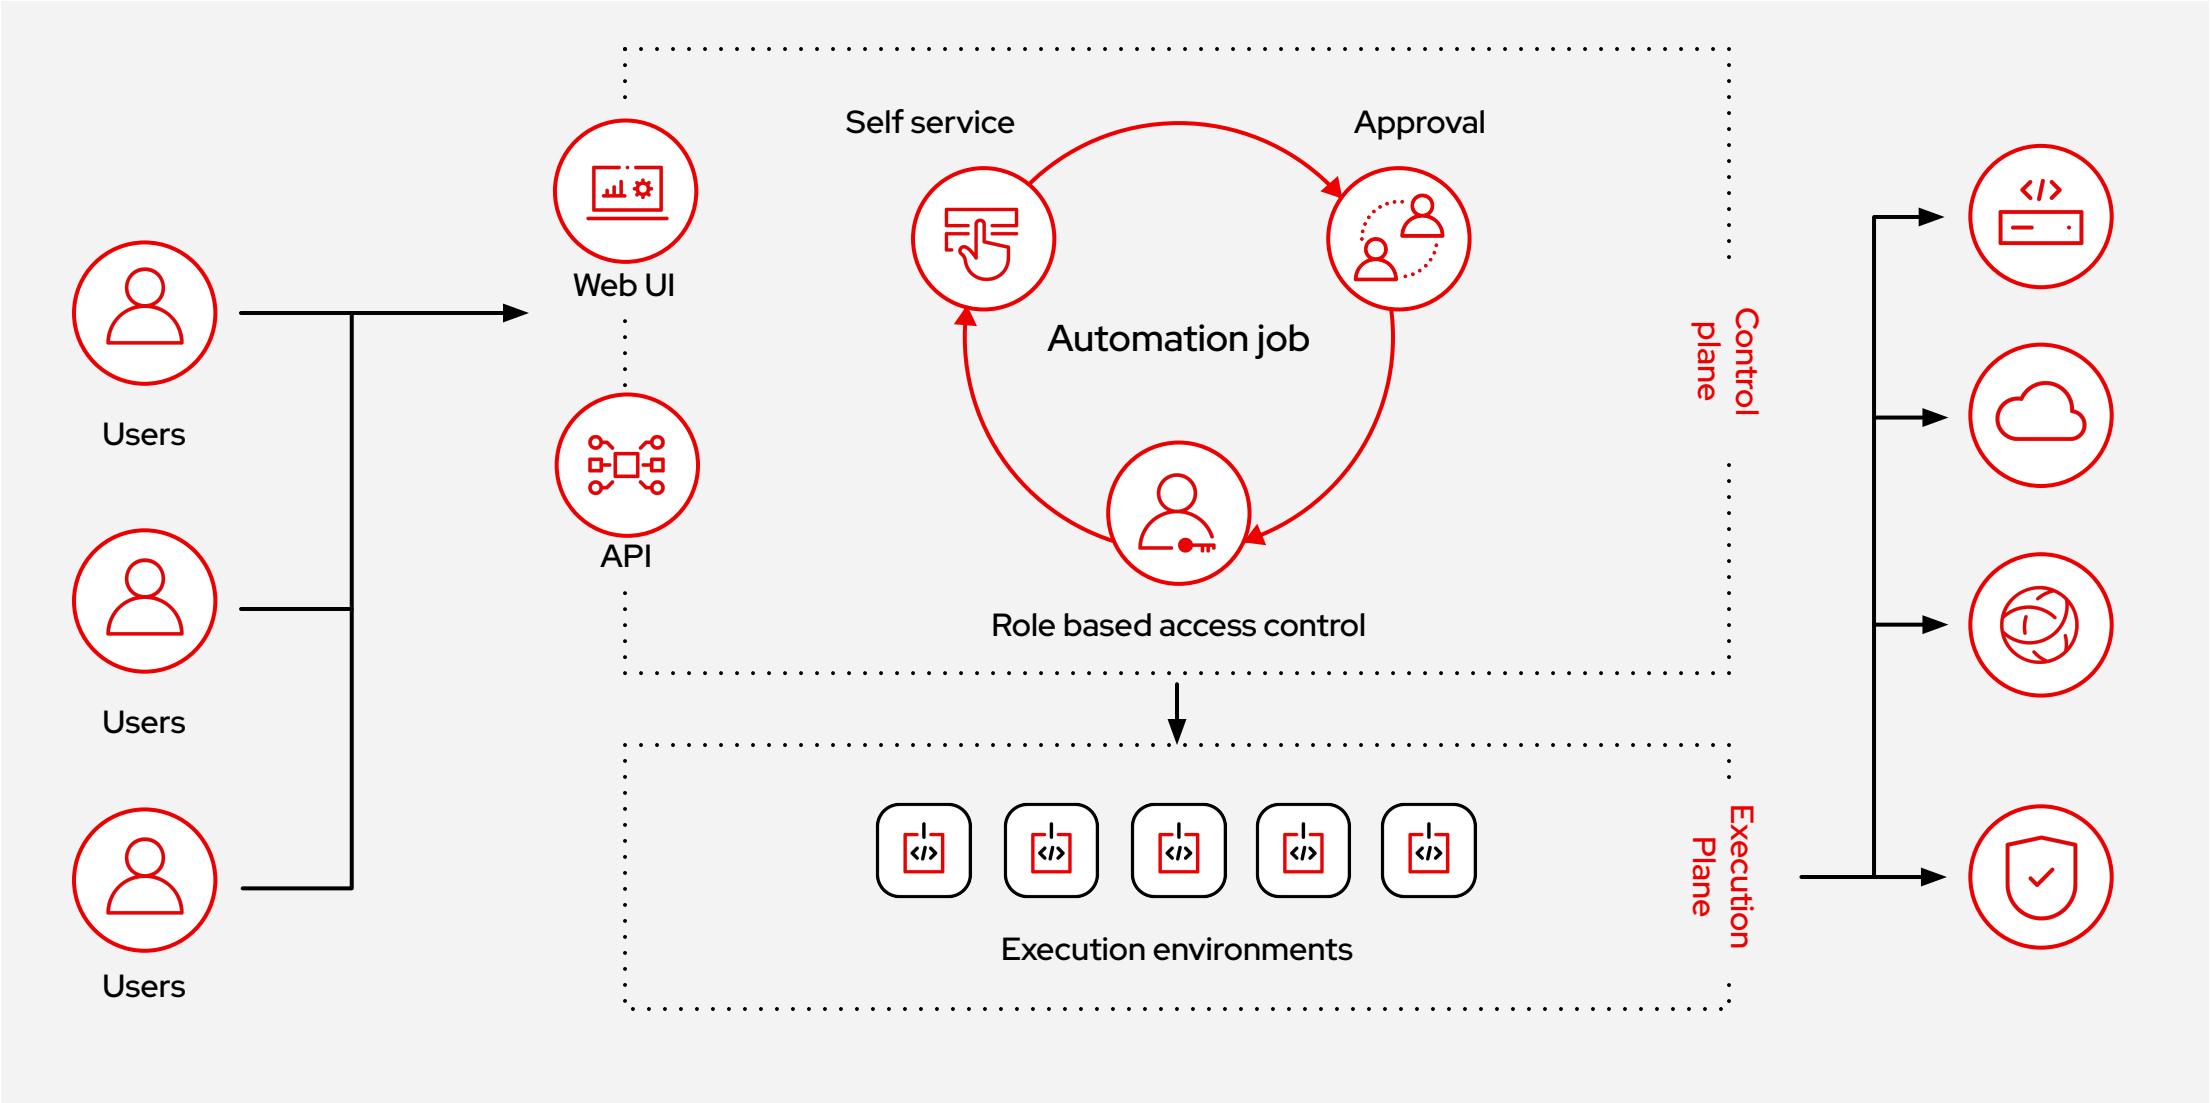 Self service
Approval
Web UI
Automation job
Control
plane
Users
API
Role based access control
Users
Execution
Plane
Execution environments
Users